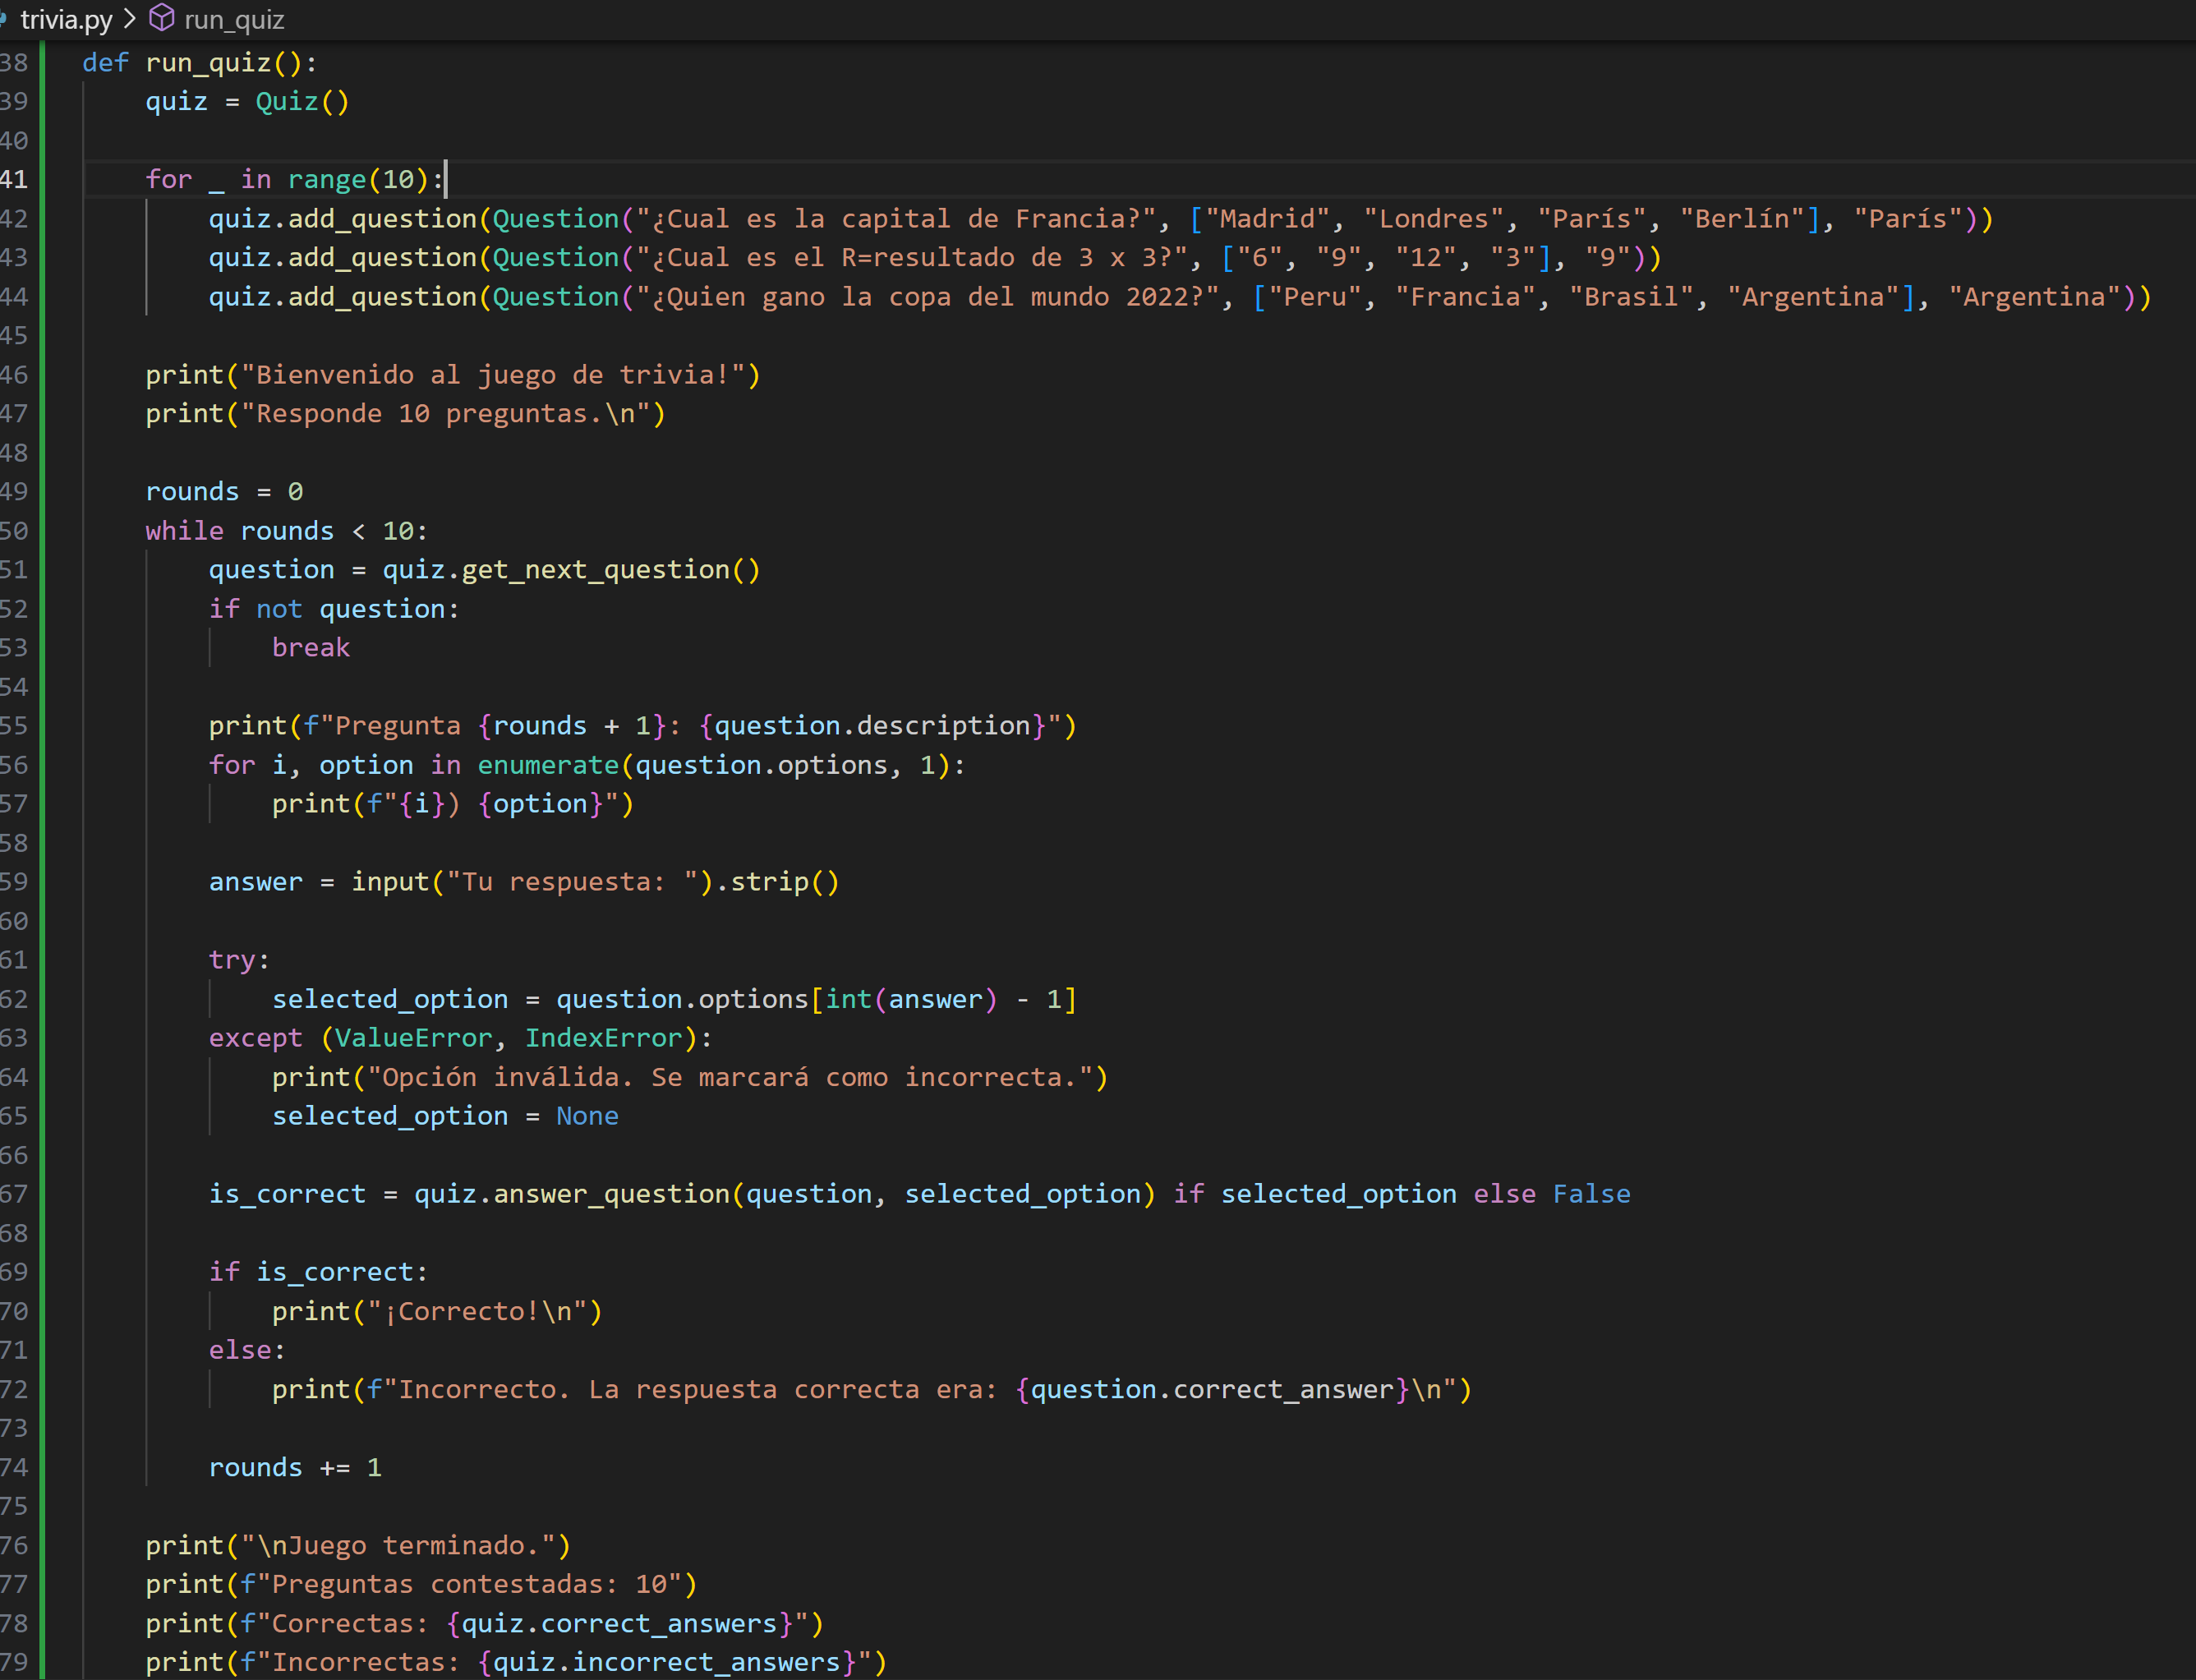 trivia.py > run_quiz
38 def run_quiz():
39     quiz = Quiz()
40
41     for _ in range(10):
42         quiz.add_question(Question("¿Cual es la capital de Francia?", ["Madrid", "Londres", "París", "Berlín"], "París"))
43         quiz.add_question(Question("¿Cual es el R=resultado de 3 x 3?", ["6", "9", "12", "3"], "9"))
44         quiz.add_question(Question("¿Quien gano la copa del mundo 2022?", ["Peru", "Francia", "Brasil", "Argentina"], "Argentina"))
45
46     print("Bienvenido al juego de trivia!")
47     print("Responde 10 preguntas.\n")
48
49     rounds = 0
50     while rounds < 10:
51         question = quiz.get_next_question()
52         if not question:
53             break
54
55         print(f"Pregunta {rounds + 1}: {question.description}")
56         for i, option in enumerate(question.options, 1):
57             print(f"{i}) {option}")
58
59         answer = input("Tu respuesta: ").strip()
60
61         try:
62             selected_option = question.options[int(answer) - 1]
63         except (ValueError, IndexError):
64             print("Opción inválida. Se marcará como incorrecta.")
65             selected_option = None
66
67         is_correct = quiz.answer_question(question, selected_option) if selected_option else False
68
69         if is_correct:
70             print("¡Correcto!\n")
71         else:
72             print(f"Incorrecto. La respuesta correcta era: {question.correct_answer}\n")
73
74         rounds += 1
75
76     print("\nJuego terminado.")
77     print(f"Preguntas contestadas: 10")
78     print(f"Correctas: {quiz.correct_answers}")
79     print(f"Incorrectas: {quiz.incorrect_answers}")